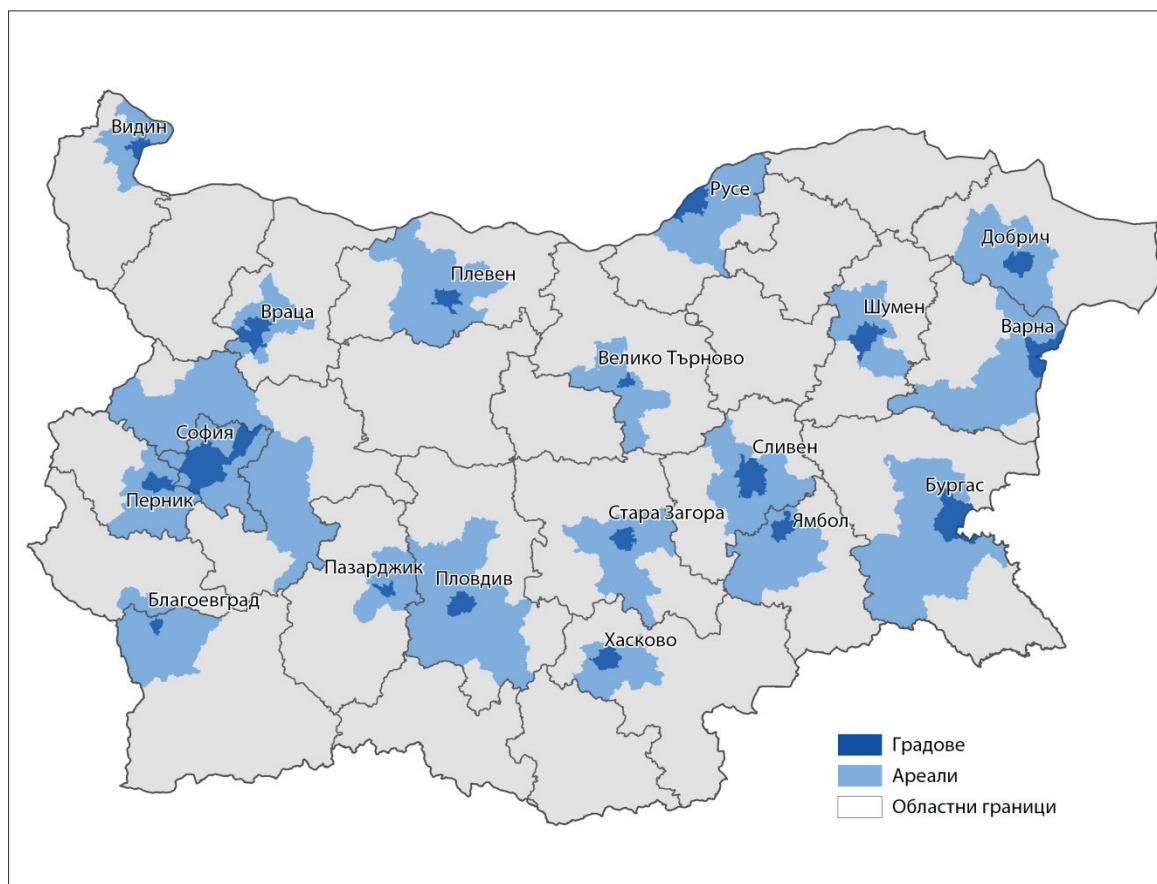 Видин
Русе
Добрич
Плевен
Враца
Шумен
Варна
Велико Търново
София
Сливен
Перник
Бургас
Стара Загора
Ямбол
Пазарджик
Пловдив
Благоевград
Хасково
Градове
Ареали
Областни граници